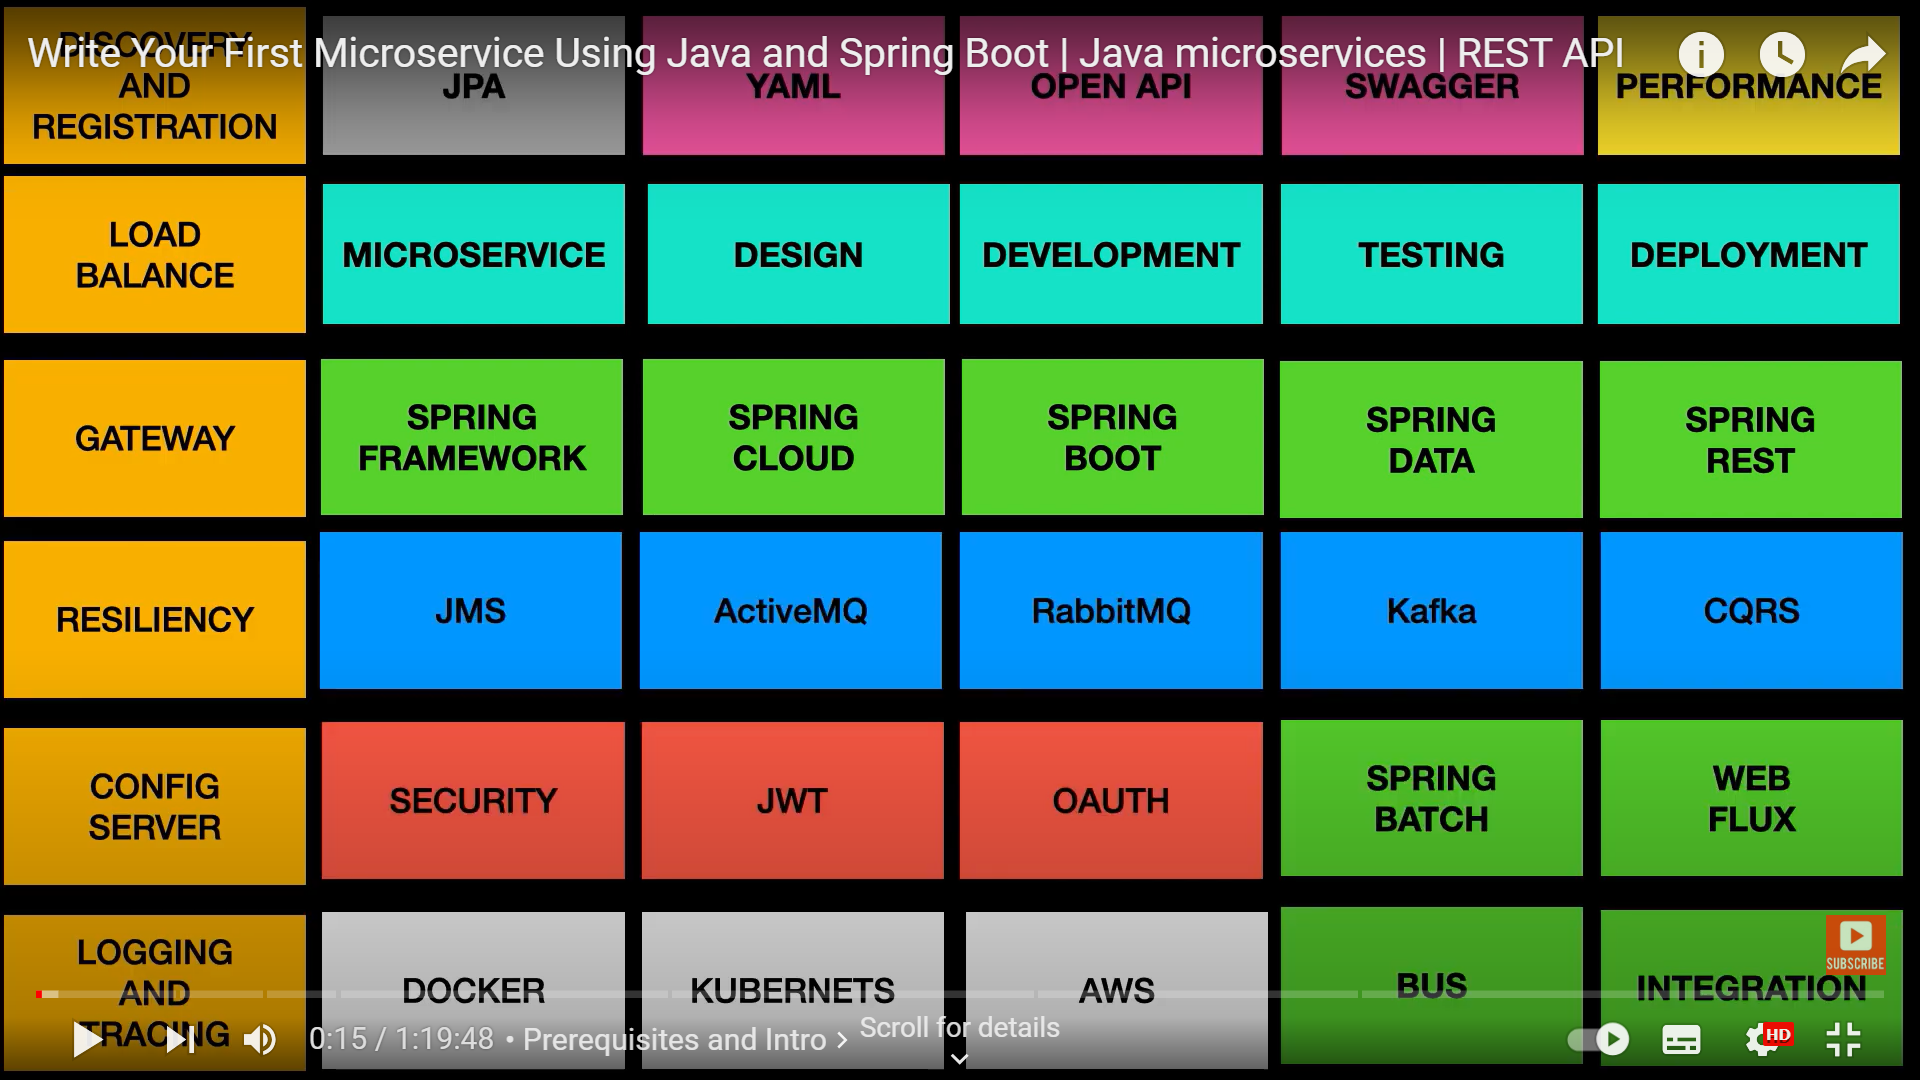 Write Your First Microservice Using Java and Spring Boot | Java microservices | REST API
DISCOVERY
AND
REGISTRATION
JPA
YAML
OPEN API
SWAGGER
PERFORMANCE
LOAD
BALANCE
MICROSERVICE
DESIGN
DEVELOPMENT
TESTING
DEPLOYMENT
GATEWAY
SPRING
FRAMEWORK
SPRING
CLOUD
SPRING
BOOT
SPRING
DATA
SPRING
REST
RESILIENCY
JMS
ActiveMQ
RabbitMQ
Kafka
CQRS
CONFIG
SERVER
SECURITY
JWT
OAUTH
SPRING
BATCH
WEB
FLUX
LOGGING
AND
TRACING
DOCKER
KUBERNETS
AWS
BUS
INTEGRATION
SUBSCRIBE
0:15 / 1:19:48 • Prerequisites and Intro
Scroll for details
HD